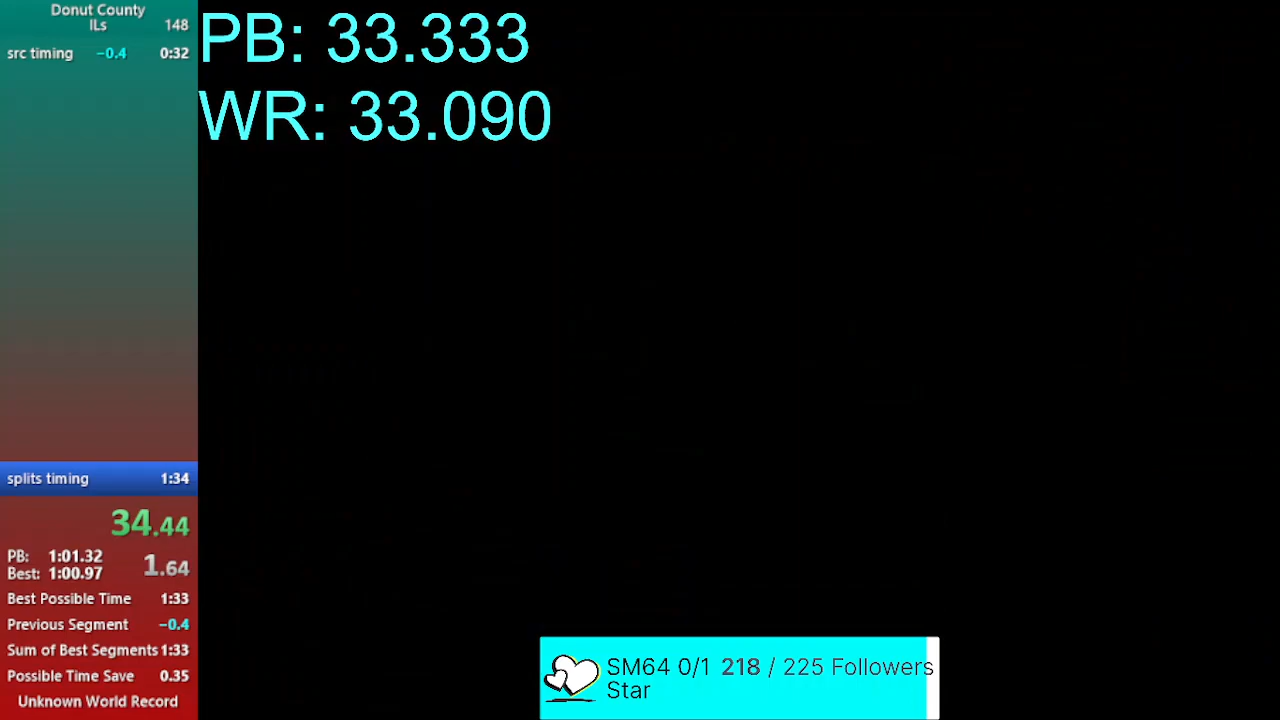 Donut County
ILs 148
src timing −0.4 0:32
PB: 33.333
WR: 33.090
splits timing 1:34
34.44
PB: 1:01.32 1.64
Best: 1:00.97
Best Possible Time 1:33
Previous Segment −0.4
Sum of Best Segments 1:33
Possible Time Save 0.35
Unknown World Record
SM64 0/1 218 / 225 Followers
Star